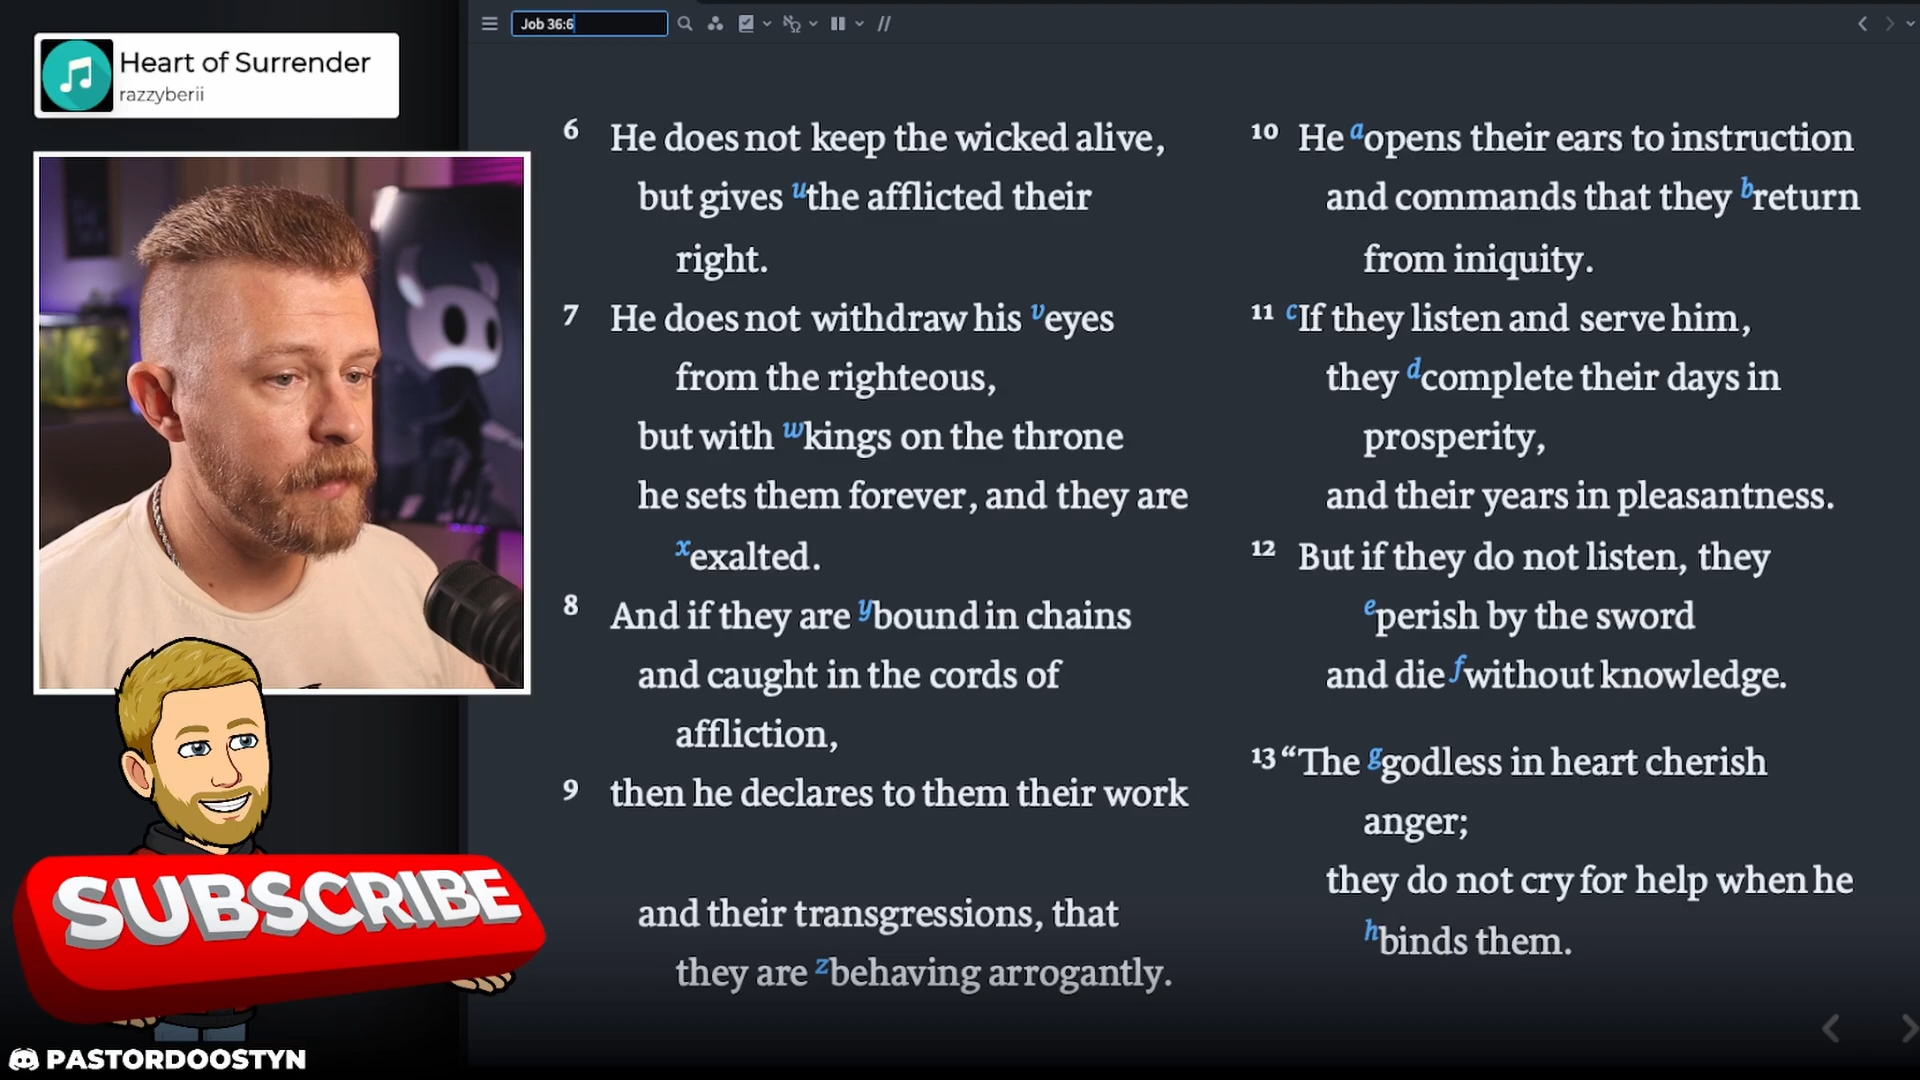 Job 36:6
//
Heart of Surrender
razzyberii
6 He does not keep the wicked alive,
but gives uthe afflicted their
right.
7 He does not withdraw his veyes
from the righteous,
but with wkings on the throne
he sets them forever, and they are
xexalted.
8 And if they are ybound in chains
and caught in the cords of
affliction,
9 then he declares to them their work
and their transgressions, that
they are zbehaving arrogantly.
10 He aopens their ears to instruction
and commands that they breturn
from iniquity.
11 cIf they listen and serve him,
they dcomplete their days in
prosperity,
and their years in pleasantness.
12 But if they do not listen, they
eperish by the sword
and die fwithout knowledge.
13 “The ggodless in heart cherish
anger;
they do not cry for help when he
hbinds them.
SUBSCRIBE
PASTORDOOSTYN